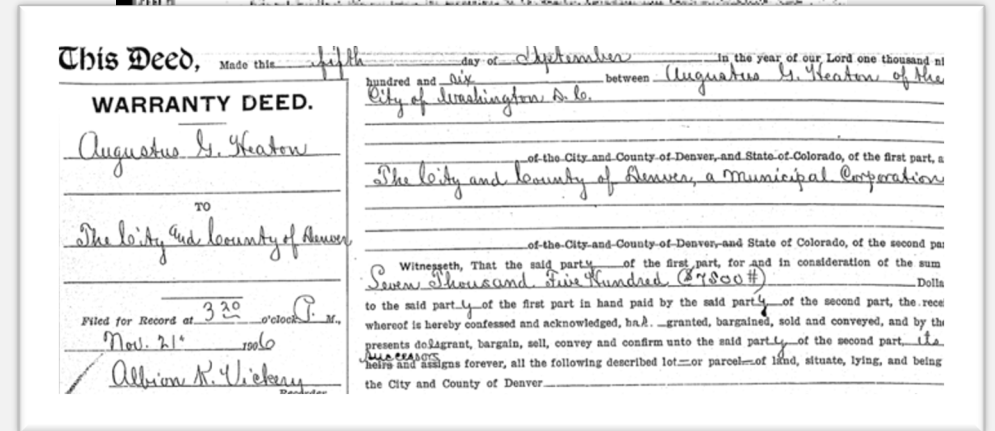 This Deed, Made this fifth day of September in the year of our Lord one thousand ni
hundred and six between Augustus G. Heaton of the
City of Washington D. C.
of the City and County of Denver, and State of Colorado, of the first part, a
The City and County of Denver, a Municipal Corporation
of the City and County of Denver, and State of Colorado, of the second par
Witnesseth, That the said party of the first part, for and in consideration of the sum
Seven Thousand Five Hundred ($7500#) Dolla
to the said party of the first part in hand paid by the said party of the second part, the rece
whereof is hereby confessed and acknowledged, had granted, bargained, sold and conveyed, and by the
presents does grant, bargain, sell, convey and confirm unto the said party of the second part, its
successors
heirs and assigns forever, all the following described lot or parcel of land, situate, lying, and being
the City and County of Denver
WARRANTY DEED.
Augustus G. Heaton
TO
The City and County of Denver
Filed for Record at 3 20 o'clock P. M.,
Nov. 21" 1906
Albion K. Vickery
Recorder